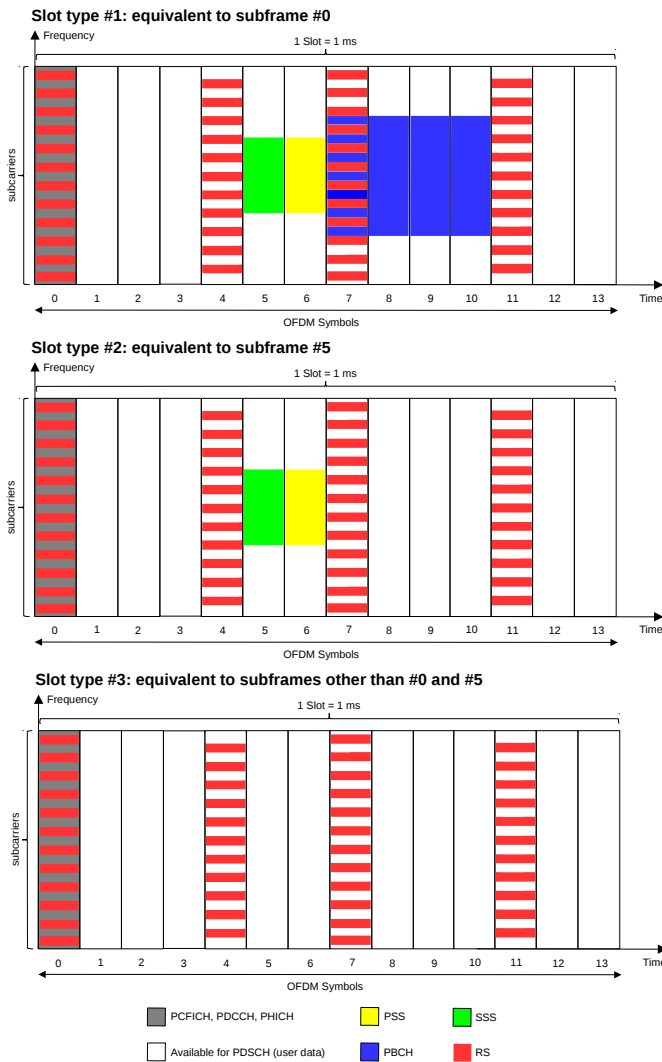 Slot type #1: equivalent to subframe #0
Frequency
1 Slot = 1 ms
subcarriers
0 1 2 3 4 5 6 7 8 9 10 11 12 13 Time
OFDM Symbols
Slot type #2: equivalent to subframe #5
Frequency
1 Slot = 1 ms
subcarriers
0 1 2 3 4 5 6 7 8 9 10 11 12 13 Time
OFDM Symbols
Slot type #3: equivalent to subframes other than #0 and #5
Frequency
1 Slot = 1 ms
subcarriers
0 1 2 3 4 5 6 7 8 9 10 11 12 13 Time
OFDM Symbols
PCFICH, PDCCH, PHICH PSS SSS
Available for PDSCH (user data) PBCH RS